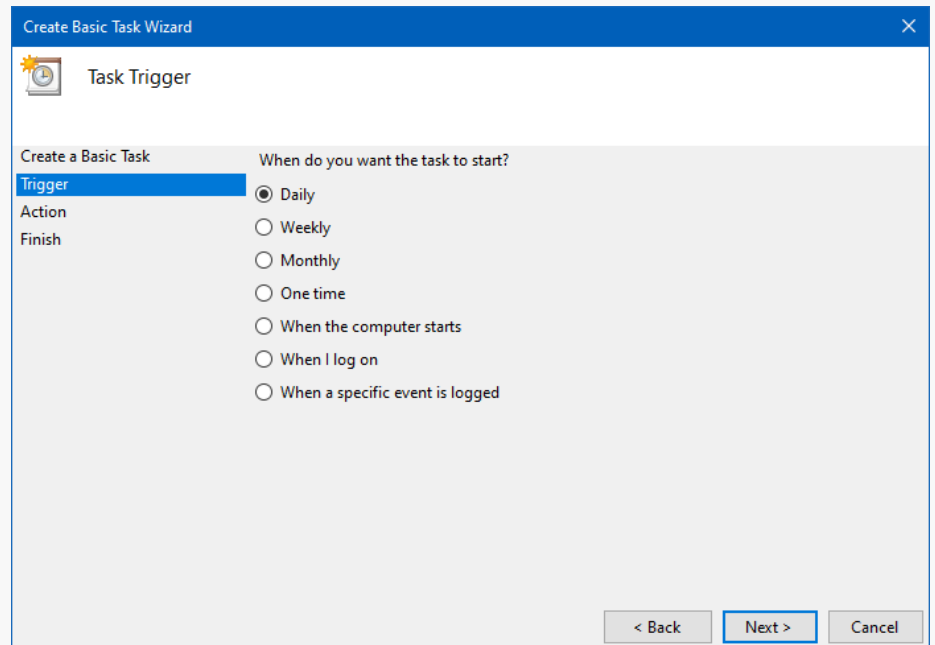 Create Basic Task Wizard
Task Trigger
Create a Basic Task
Trigger
Action
Finish
When do you want the task to start?
Daily
Weekly
Monthly
One time
When the computer starts
When I log on
When a specific event is logged
< Back
Next >
Cancel